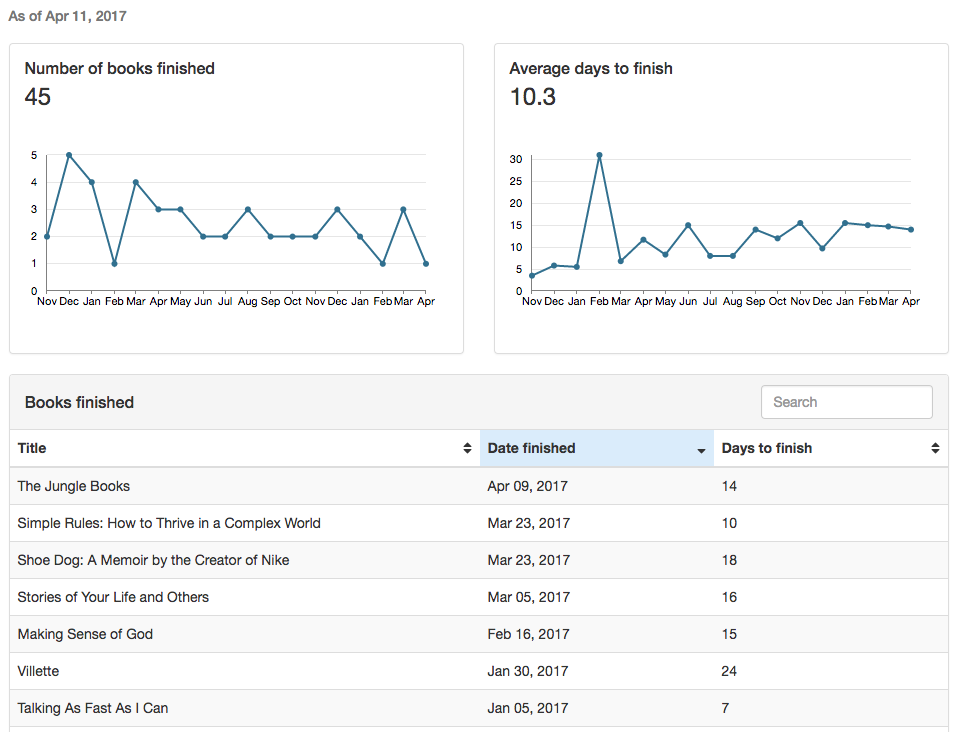 As of Apr 11, 2017
Number of books finished
45
5
4
3
2
1
0
Nov Dec Jan Feb Mar Apr May Jun Jul Aug Sep Oct Nov Dec Jan Feb Mar Apr
Average days to finish
10.3
30
25
20
15
10
5
0
Nov Dec Jan Feb Mar Apr May Jun Jul Aug Sep Oct Nov Dec Jan Feb Mar Apr
Books finished Search
Title Date finished Days to finish
The Jungle Books Apr 09, 2017 14
Simple Rules: How to Thrive in a Complex World Mar 23, 2017 10
Shoe Dog: A Memoir by the Creator of Nike Mar 23, 2017 18
Stories of Your Life and Others Mar 05, 2017 16
Making Sense of God Feb 16, 2017 15
Villette Jan 30, 2017 24
Talking As Fast As I Can Jan 05, 2017 7